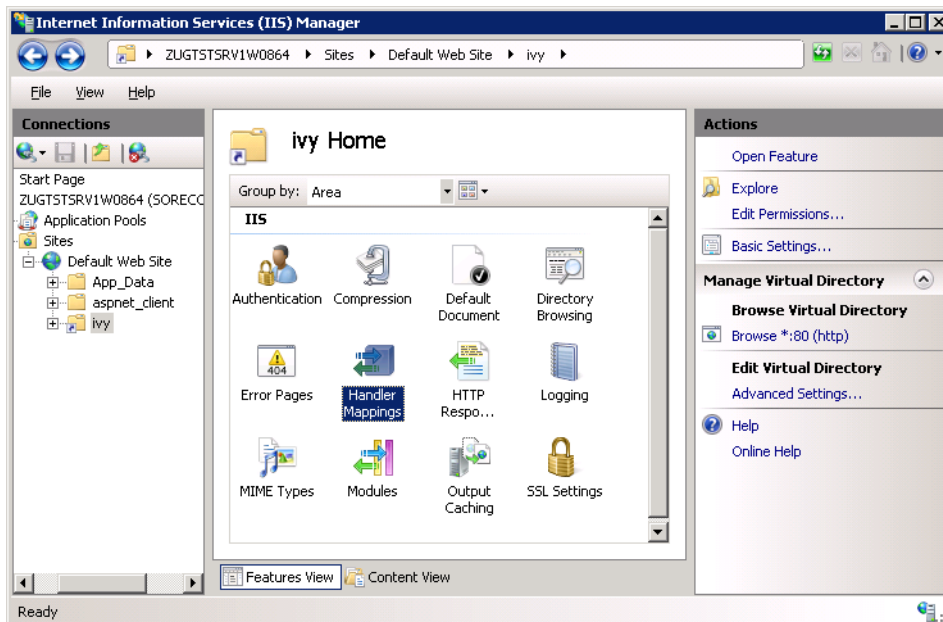 Internet Information Services (IIS) Manager
ZUGTSTSRV1W0864 Sites Default Web Site ivy
File View Help
Connections
Start Page
ZUGTSTSRV1W0864 (SORECC
Application Pools
Sites
Default Web Site
App_Data
aspnet_client
ivy
ivy Home
Group by: Area
IIS
Authentication Compression Default Document Directory Browsing
404
Error Pages Handler Mappings HTTP Respo... Logging
MIME Types Modules Output Caching SSL Settings
Features View Content View
Actions
Open Feature
Explore
Edit Permissions...
Basic Settings...
Manage Virtual Directory
Browse Virtual Directory
Browse *:80 (http)
Edit Virtual Directory
Advanced Settings...
Help
Online Help
Ready